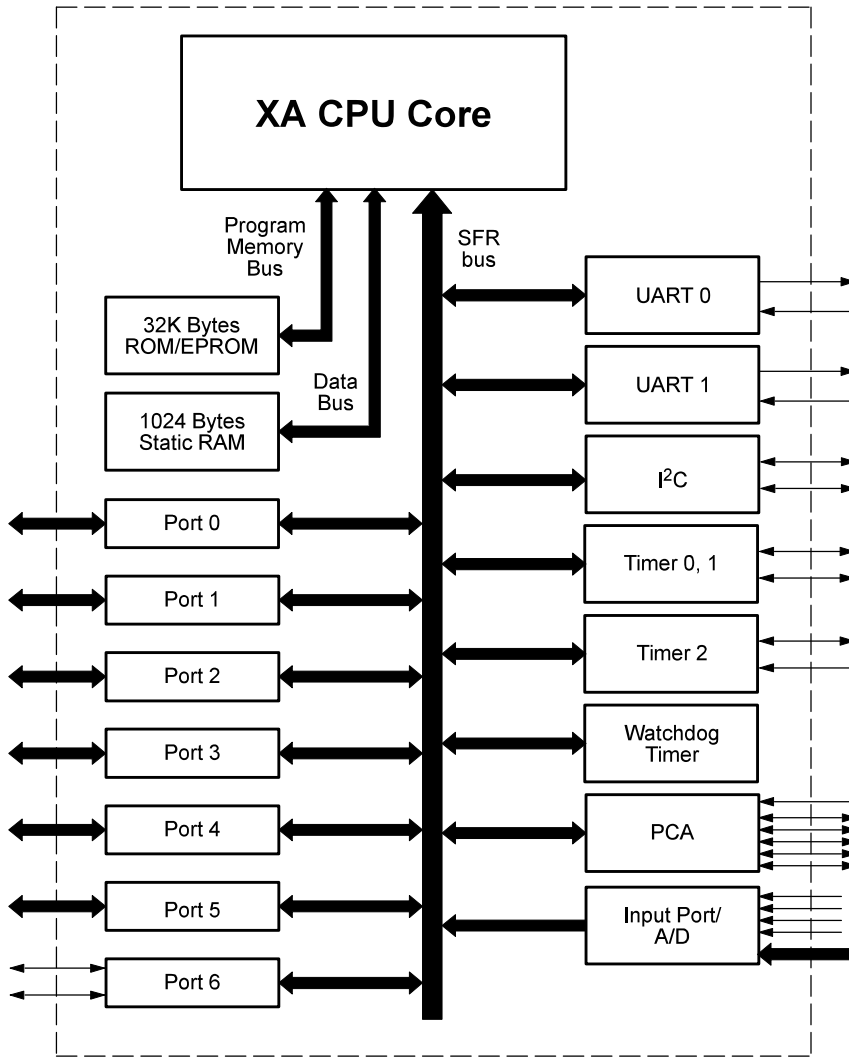 XA CPU Core
Program
Memory
Bus
SFR
bus
32K Bytes
ROM/EPROM
Data
Bus
1024 Bytes
Static RAM
Port 0
Port 1
Port 2
Port 3
Port 4
Port 5
Port 6
UART 0
UART 1
I²C
Timer 0, 1
Timer 2
Watchdog
Timer
PCA
Input Port/
A/D